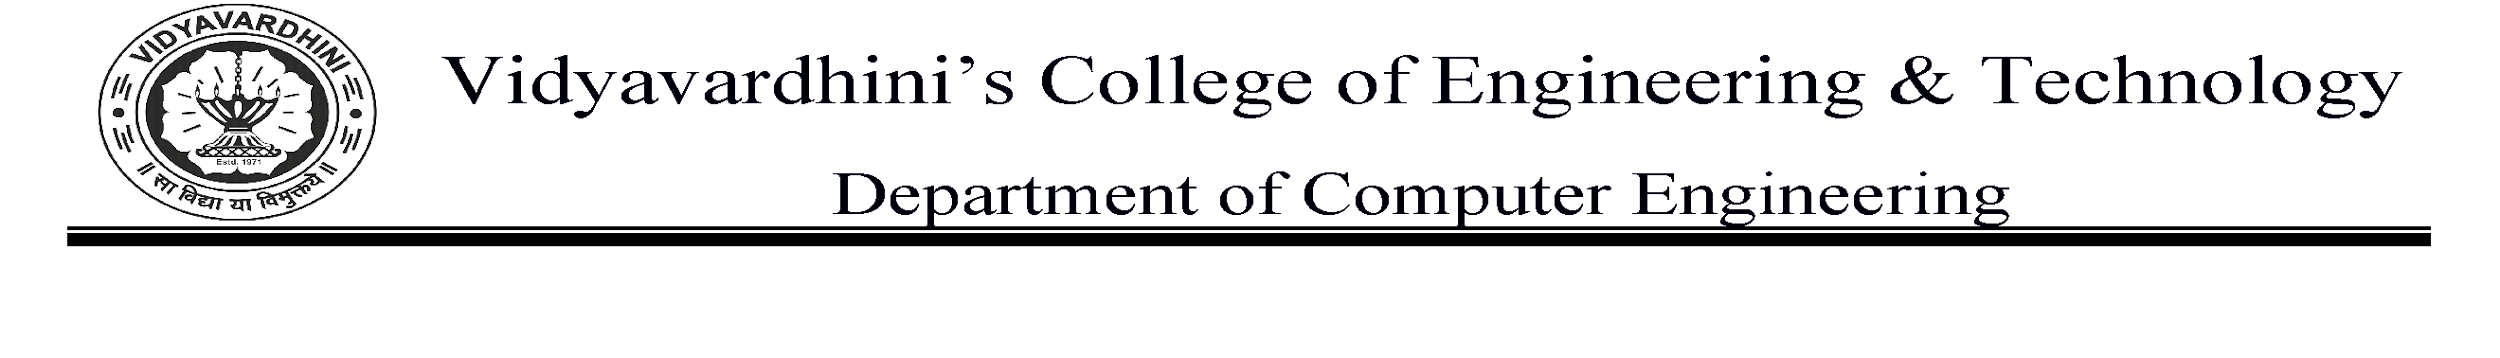 VIDYAVARDHINI
Estd. 1971
॥ सा विद्या या विमुक्तये ॥
Vidyavardhini’s College of Engineering & Technology
Department of Computer Engineering